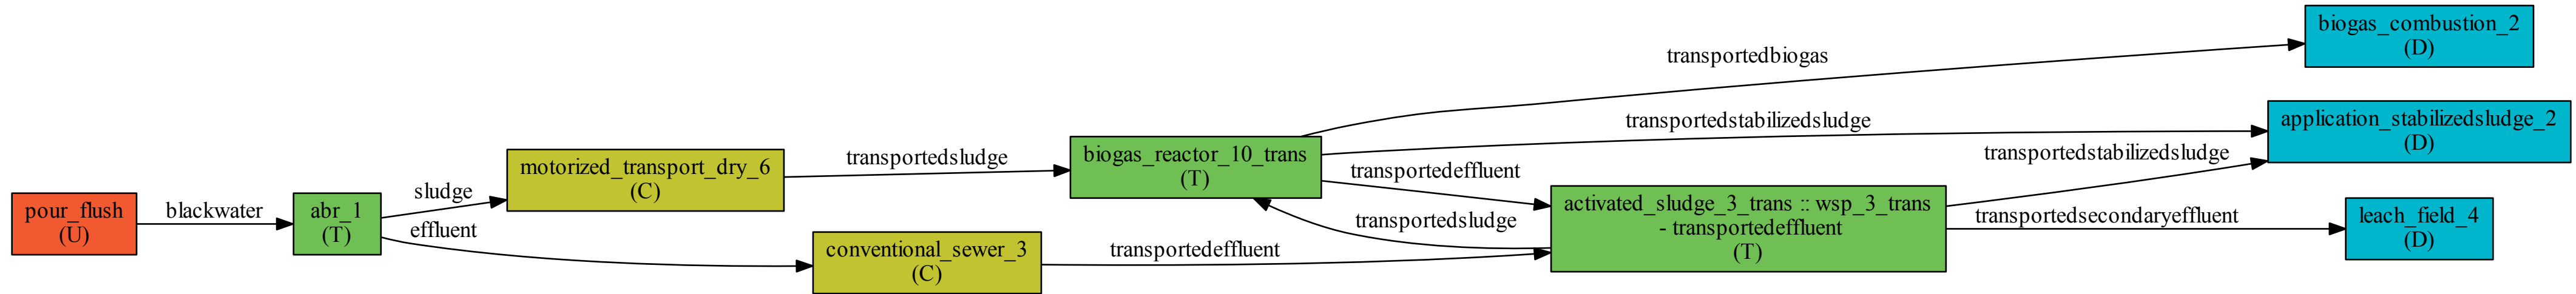 pour_flush
(U)
blackwater
abr_1
(T)
sludge
effluent
motorized_transport_dry_6
(C)
conventional_sewer_3
(C)
transportedsludge
transportedeffluent
biogas_reactor_10_trans
(T)
transportedbiogas
transportedstabilizedsludge
transportedeffluent
transportedsludge
activated_sludge_3_trans :: wsp_3_trans
- transportedeffluent
(T)
transportedstabilizedsludge
transportedsecondaryeffluent
biogas_combustion_2
(D)
application_stabilizedsludge_2
(D)
leach_field_4
(D)